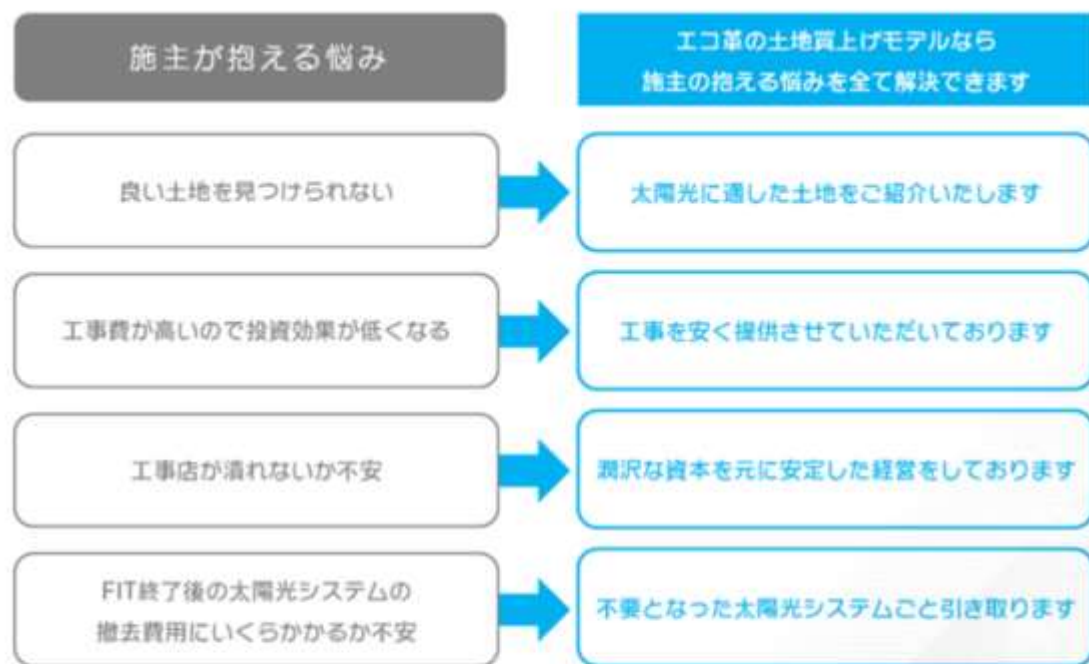 施主が抱える悩み
エコ革の土地買上げモデルなら
施主の抱える悩みを全て解決できます
良い土地を見つけられない
太陽光に適した土地をご紹介いたします
工事費が高いので投資効果が低くなる
工事を安く提供させていただいております
工事店が潰れないか不安
潤沢な資本を元に安定した経営をしております
FIT終了後の太陽光システムの
撤去費用にいくらかかるか不安
不要となった太陽光システムごと引き取ります